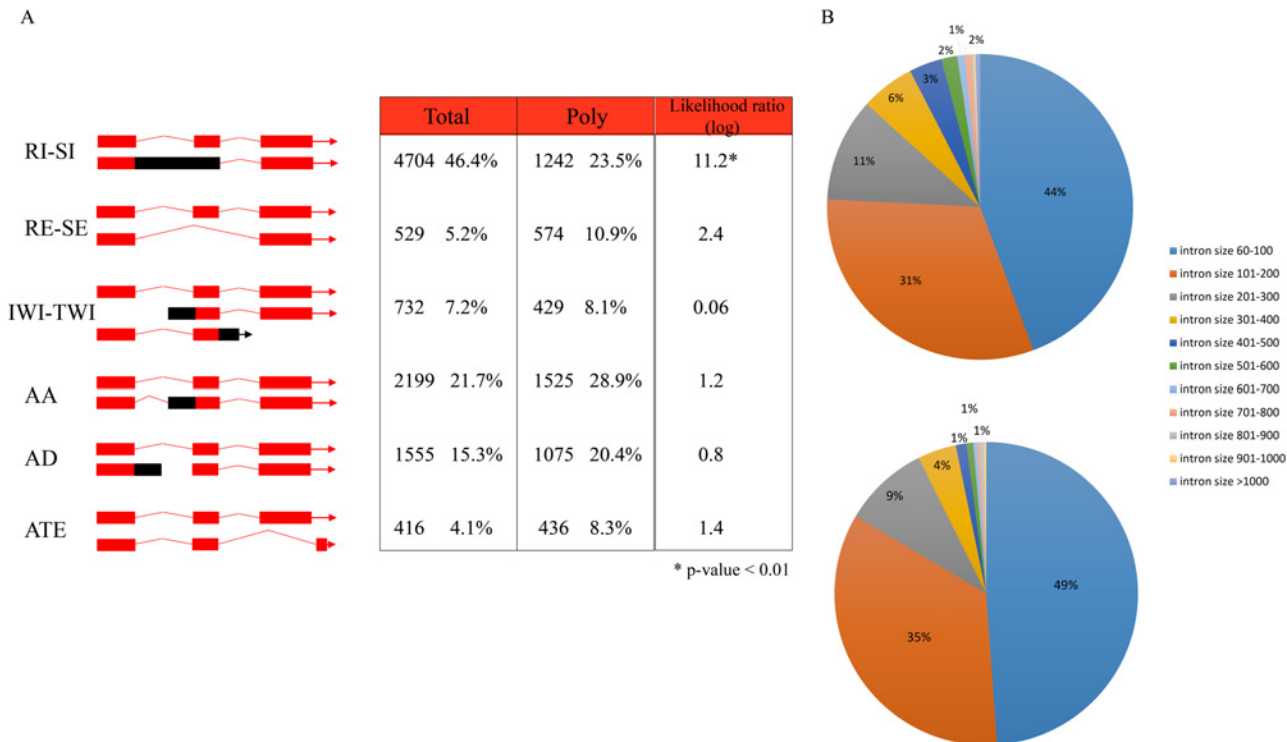 A
B
Total Poly Likelihood ratio
(log)
RI-SI 4704 46.4% 1242 23.5% 11.2*
RE-SE 529 5.2% 574 10.9% 2.4
IWI-TWI 732 7.2% 429 8.1% 0.06
AA 2199 21.7% 1525 28.9% 1.2
AD 1555 15.3% 1075 20.4% 0.8
ATE 416 4.1% 436 8.3% 1.4
* p-value < 0.01
1%
2% 2%
3%
6%
11%
44%
31%
intron size 60-100
intron size 101-200
intron size 201-300
intron size 301-400
intron size 401-500
intron size 501-600
intron size 601-700
intron size 701-800
intron size 801-900
intron size 901-1000
intron size >1000
1%
1% 1%
4%
9%
49%
35%